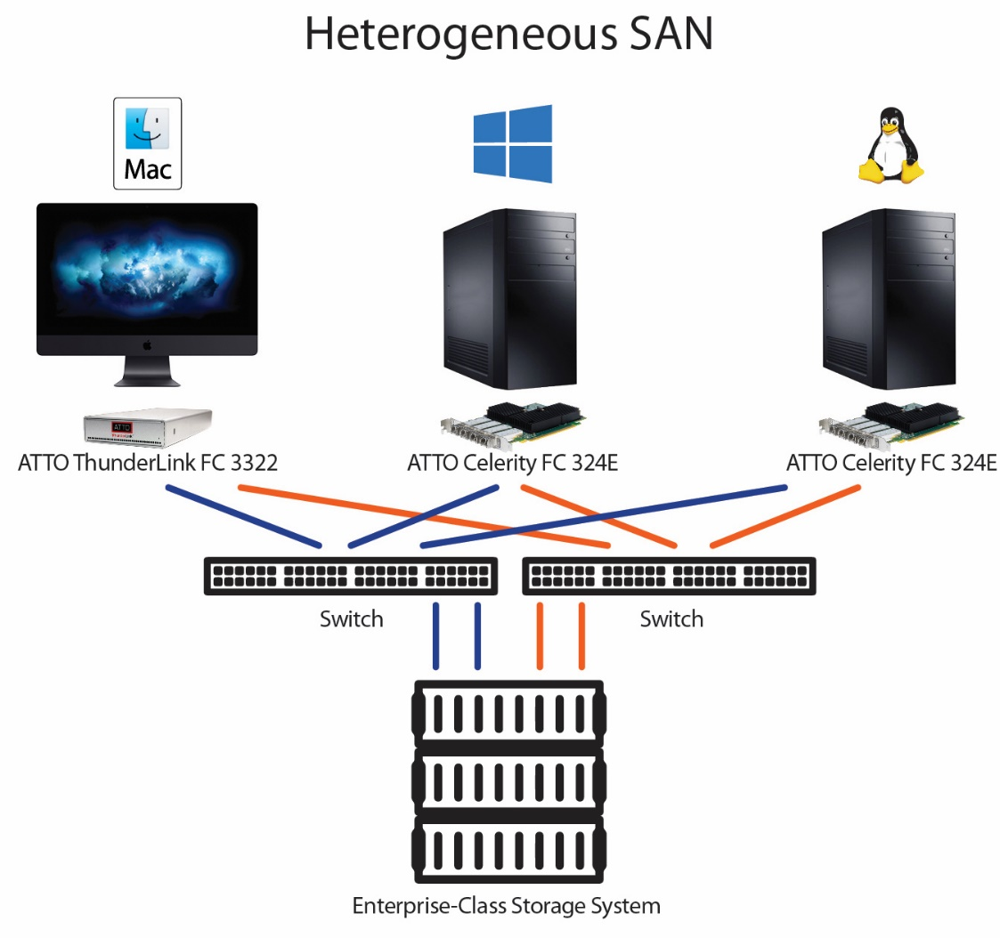 Heterogeneous SAN
Mac
ATTO
ATTO ThunderLink FC 3322
ATTO Celerity FC 324E
ATTO Celerity FC 324E
Switch
Switch
Enterprise-Class Storage System